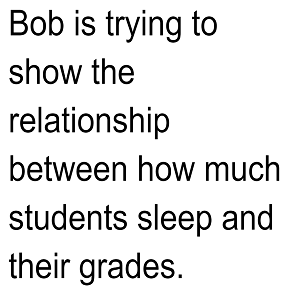 Bob is trying to
show the
relationship
between how much
students sleep and
their grades.